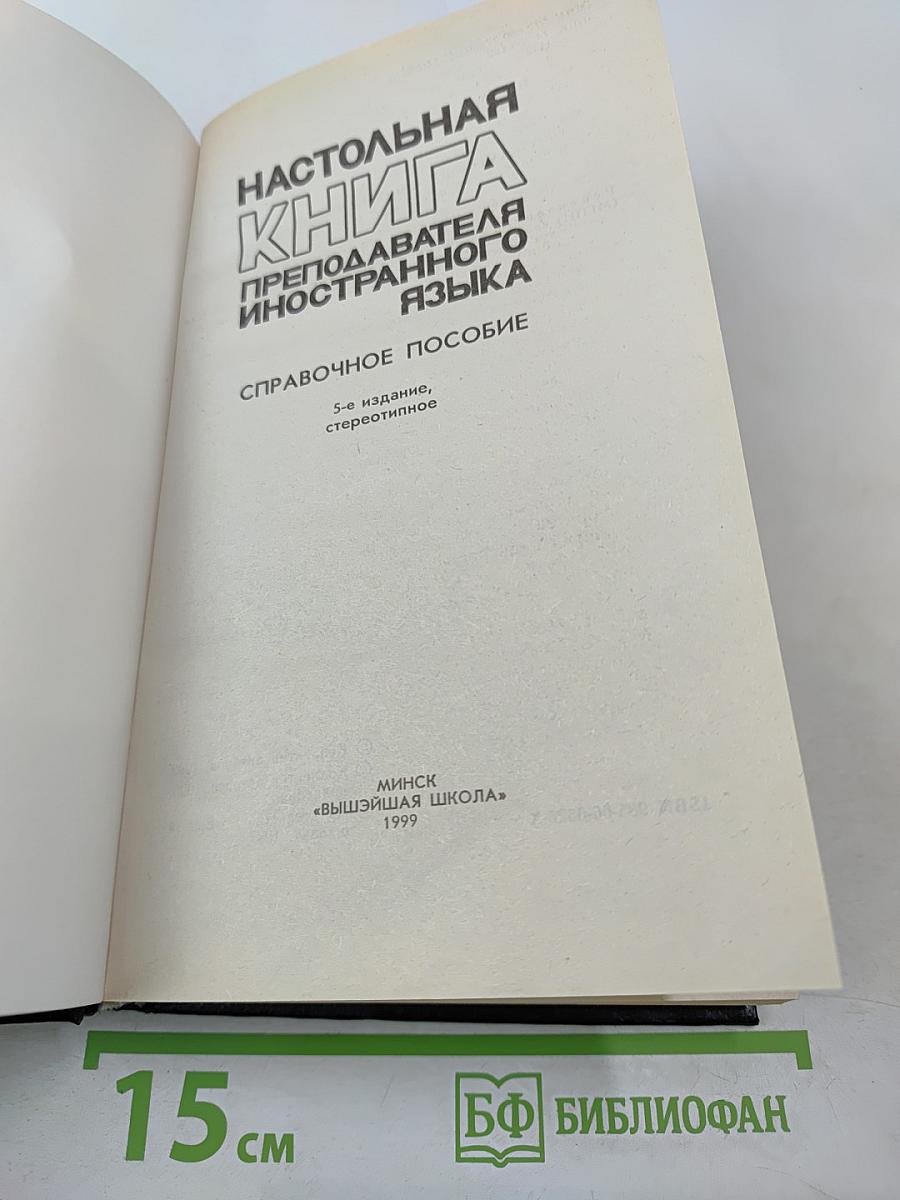 НАСТОЛЬНАЯ
КНИГА
ПРЕПОДАВАТЕЛЯ
ИНОСТРАННОГО
ЯЗЫКА
СПРАВОЧНОЕ ПОСОБИЕ
5-е издание,
стереотипное
МИНСК
«ВЫШЭЙШАЯ ШКОЛА»
1999
15 см
БФ БИБЛИОФАН